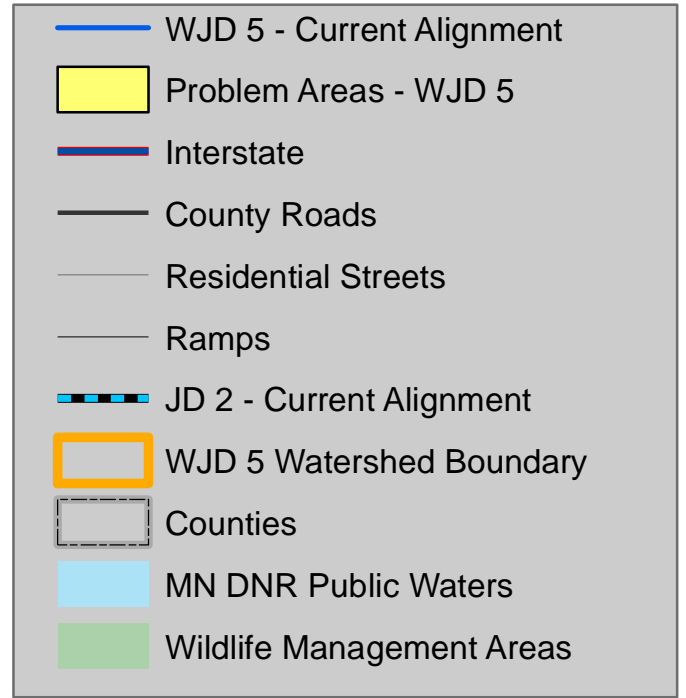 WJD 5 - Current Alignment
Problem Areas - WJD 5
Interstate
County Roads
Residential Streets
Ramps
JD 2 - Current Alignment
WJD 5 Watershed Boundary
Counties
MN DNR Public Waters
Wildlife Management Areas